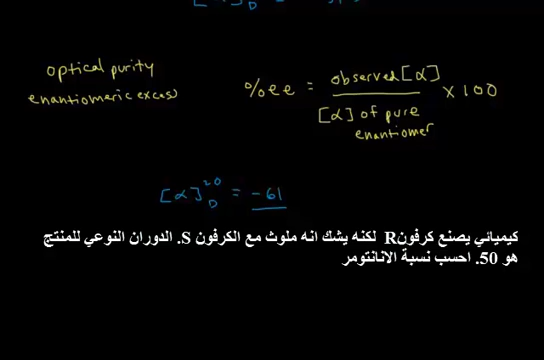 optical purity
enantiomeric excess
%ee = observed [α] / [α] of pure enantiomer × 100
[α]20D = -61
كيميائي يصنع كرفونR لكنه يشك انه ملوث مع الكرفون S. الدوران النوعي للمنتج
هو 50. احسب نسبة الانانتومر